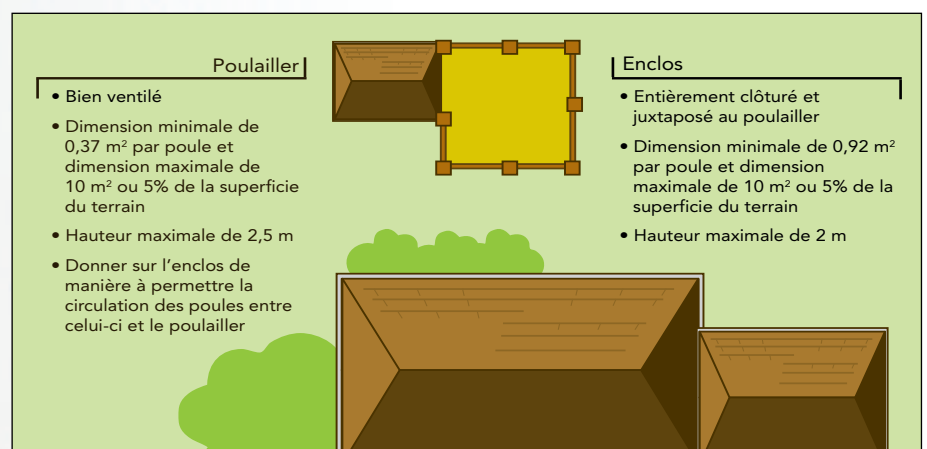 Poulailler
• Bien ventilé
• Dimension minimale de
0,37 m² par poule et
dimension maximale de
10 m² ou 5% de la superficie
du terrain
• Hauteur maximale de 2,5 m
• Donner sur l'enclos de
manière à permettre la
circulation des poules entre
celui-ci et le poulailler
Enclos
• Entièrement clôturé et
juxtaposé au poulailler
• Dimension minimale de 0,92 m²
par poule et dimension
maximale de 10 m² ou 5% de la
superficie du terrain
• Hauteur maximale de 2 m